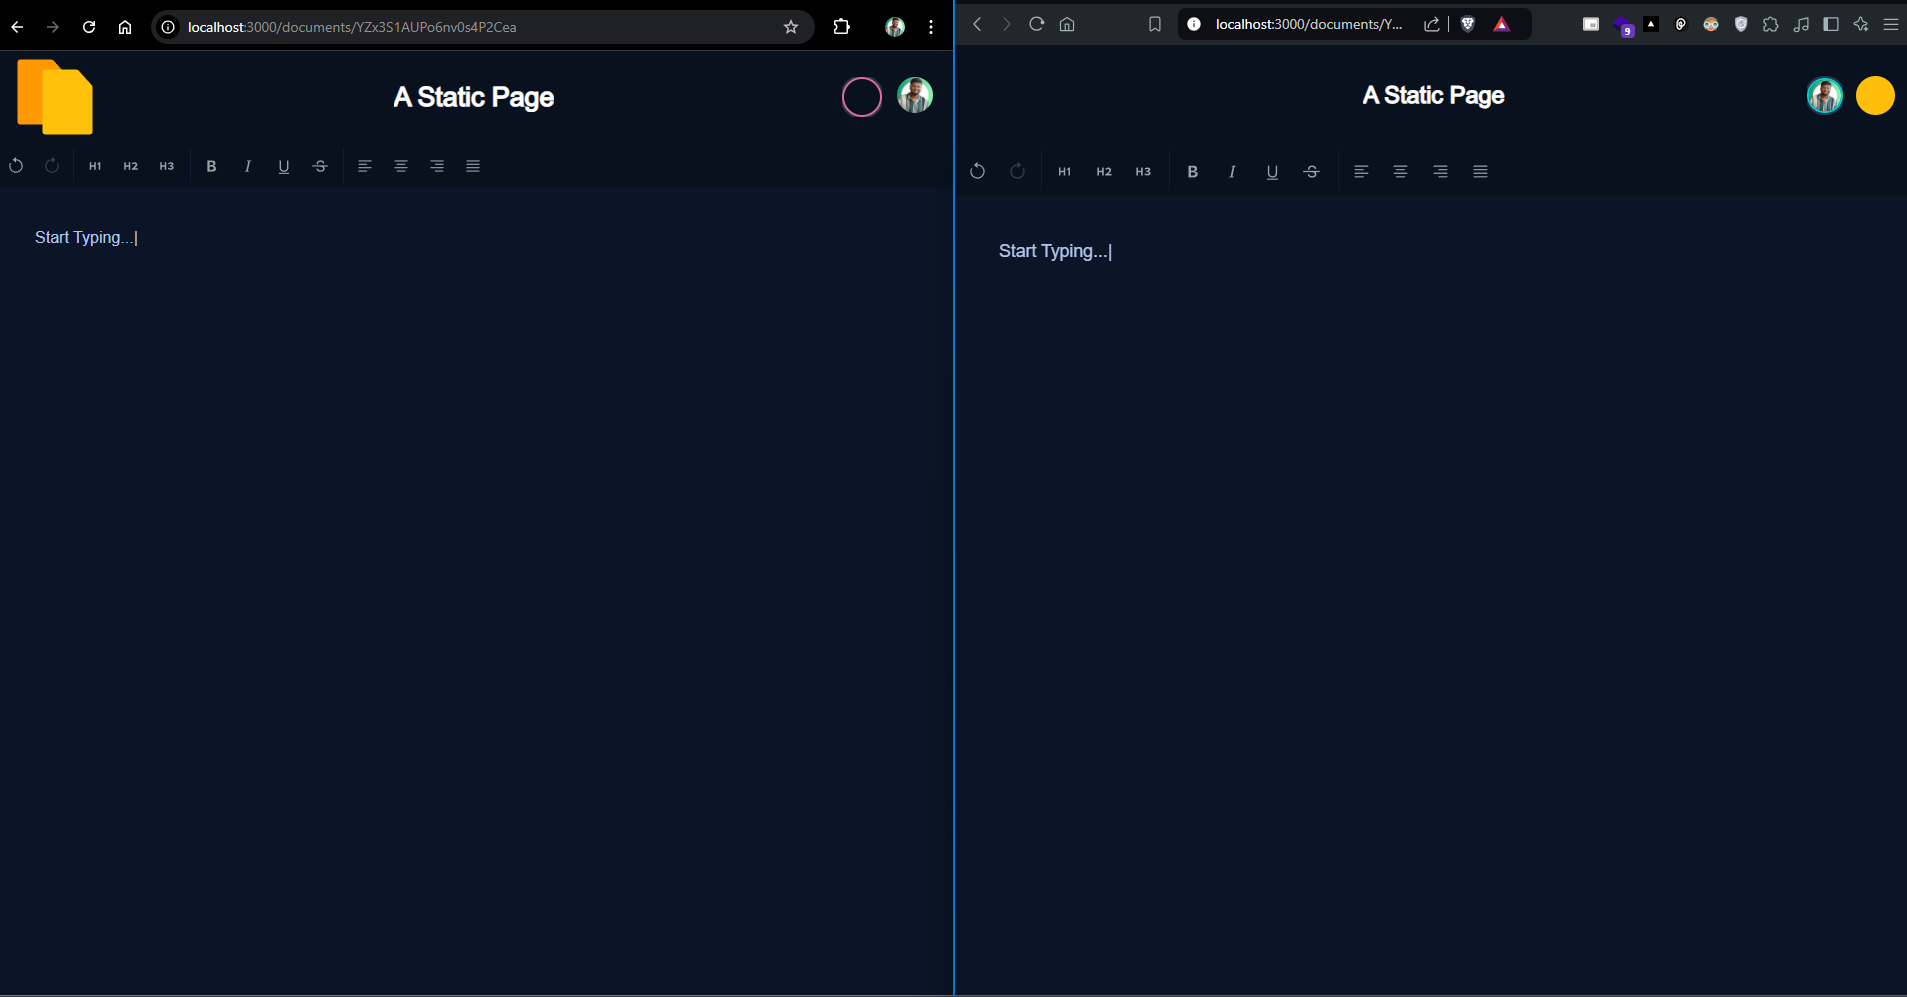 localhost:3000/documents/YZx3S1AUPo6nv0s4P2Cea
A Static Page
H1 H2 H3 B I U S
Start Typing...
localhost:3000/documents/Y...
9
A Static Page
H1 H2 H3 B I U S
Start Typing...